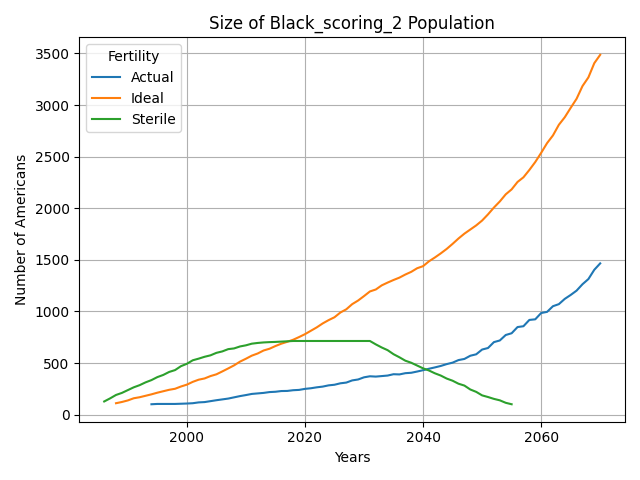 Size of Black_scoring_2 Population
Fertility
Actual
Ideal
Sterile
Number of Americans
3500
3000
2500
2000
1500
1000
500
0
2000 2020 2040 2060
Years